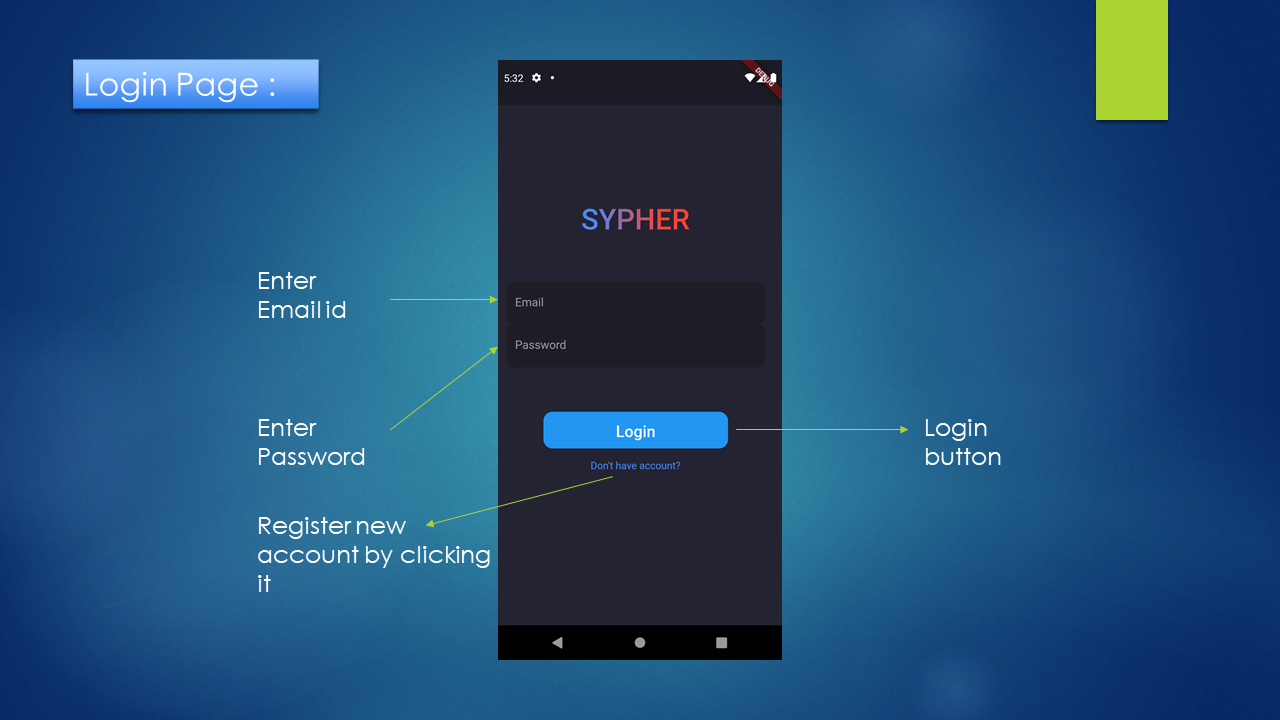 Login Page :
5:32
DEBUG
SYPHER
Enter
Email id
Email
Password
Enter
Password
Login
Login
button
Don't have account?
Register new
account by clicking
it